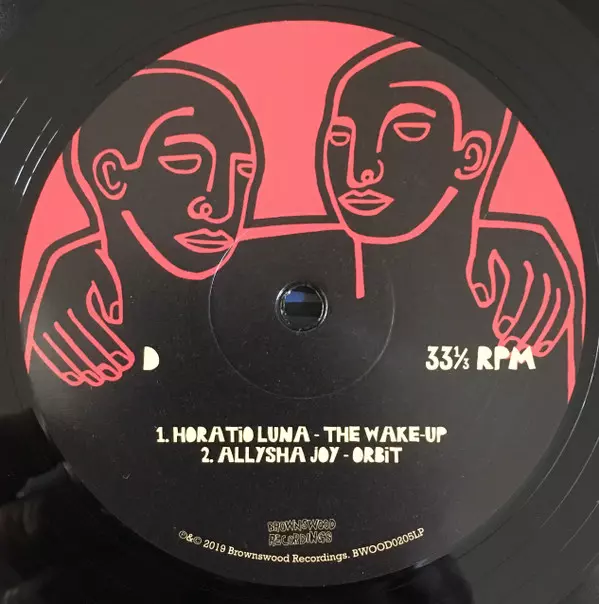 D
33⅓ RPM
1. HORATiO LUNA - THE WAKE-UP
2. ALLYSHA JOY - ORBiT
BROWNSWOOD
RECORDINGS
℗&© 2019 Brownswood Recordings. BWOOD0205LP